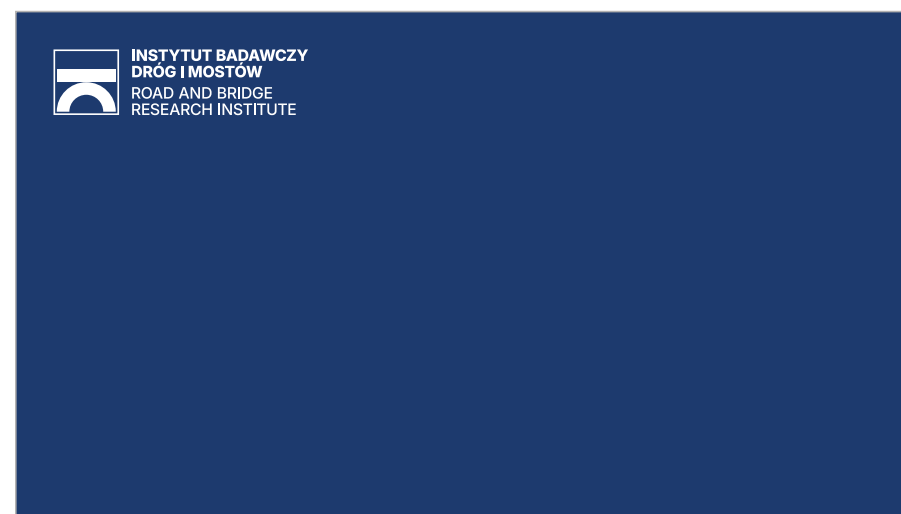 INSTYTUT BADAWCZY
DRÓG I MOSTÓW
ROAD AND BRIDGE
RESEARCH INSTITUTE